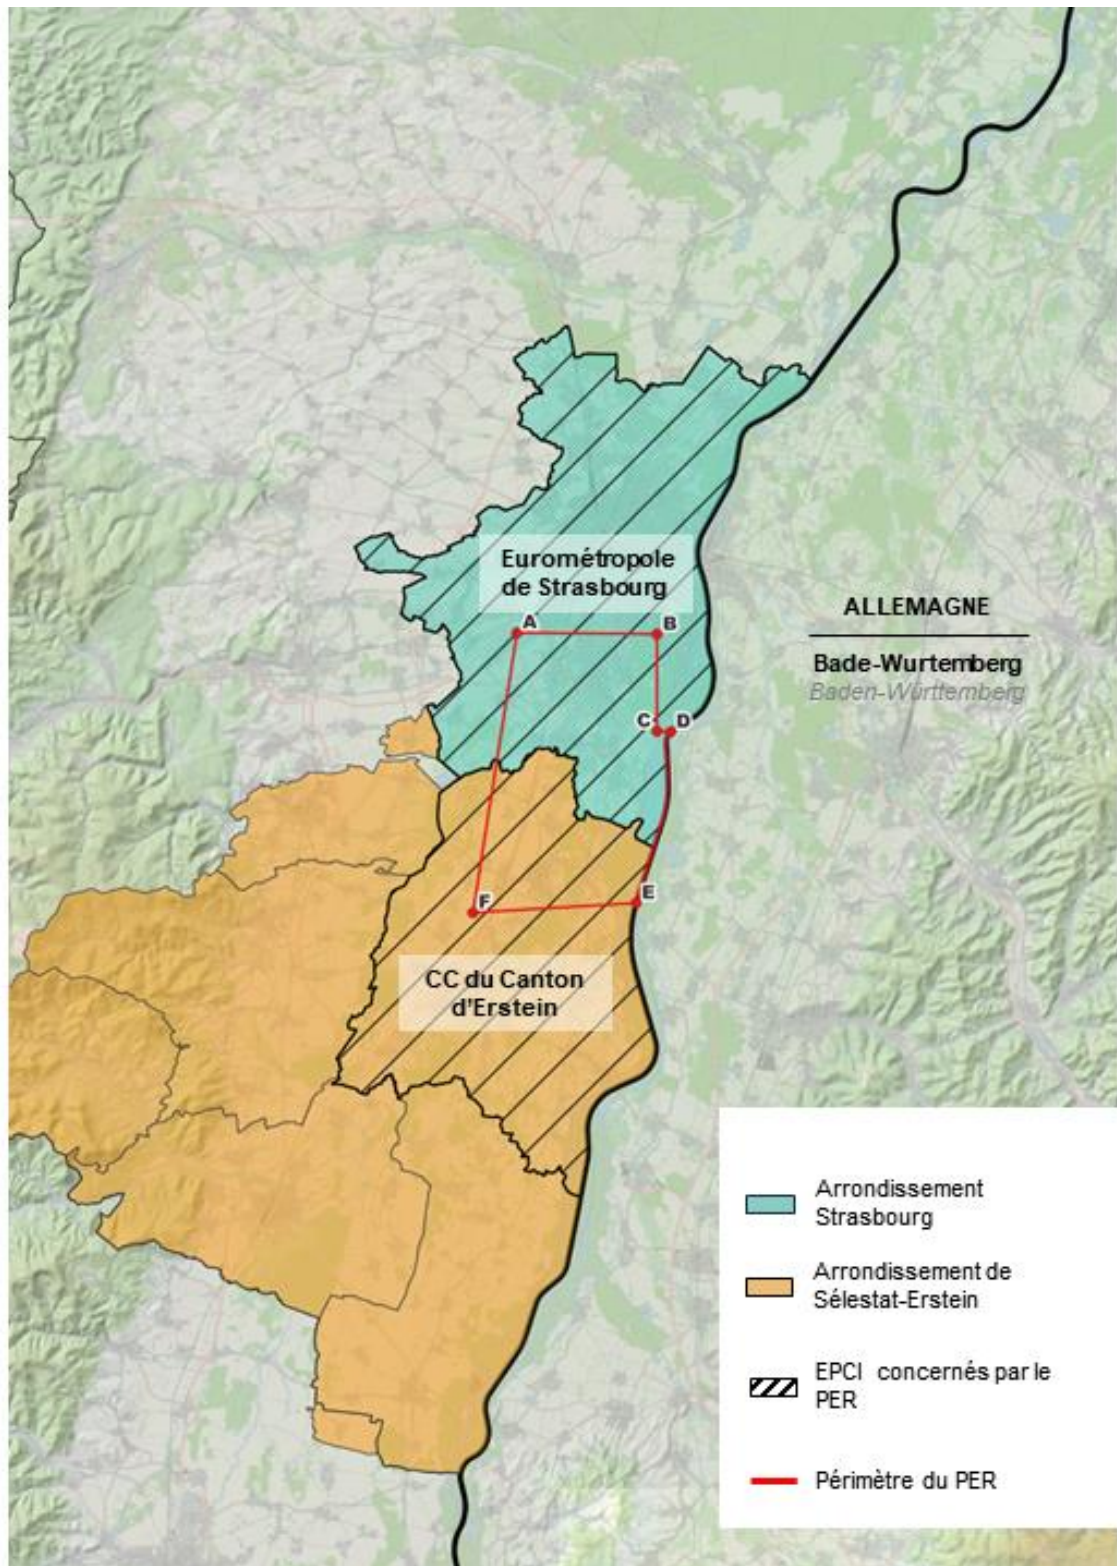 Eurométropole
de Strasbourg
A
B
ALLEMAGNE
Bade-Wurtemberg
Baden-Württemberg
C
D
E
F
CC du Canton
d'Erstein
Arrondissement
Strasbourg
Arrondissement de
Sélestat-Erstein
EPCI concernés par le
PER
Périmètre du PER